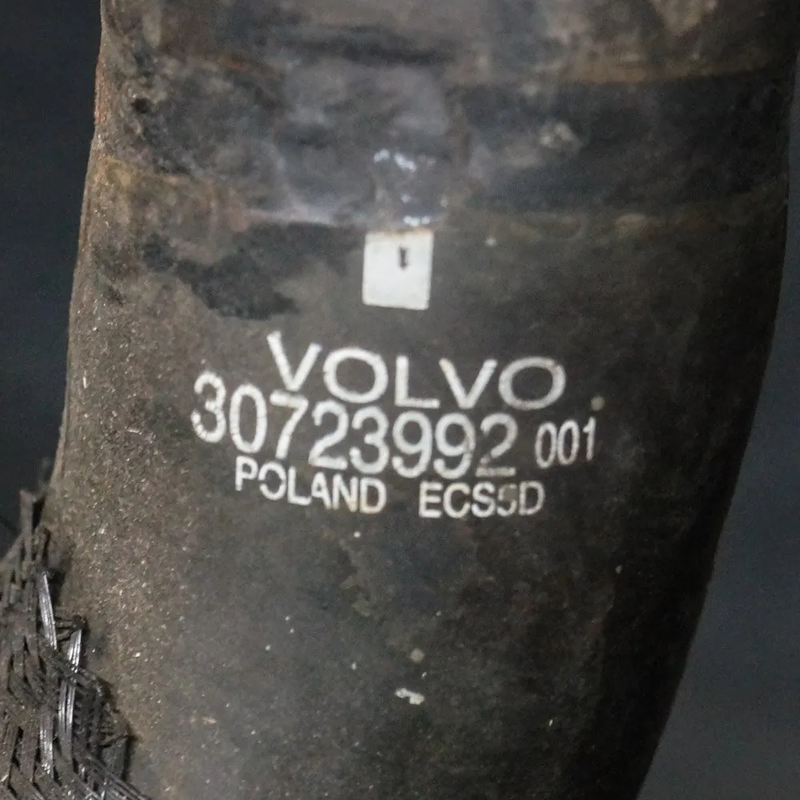 VOLVO
30723992 001
POLAND ECS5D